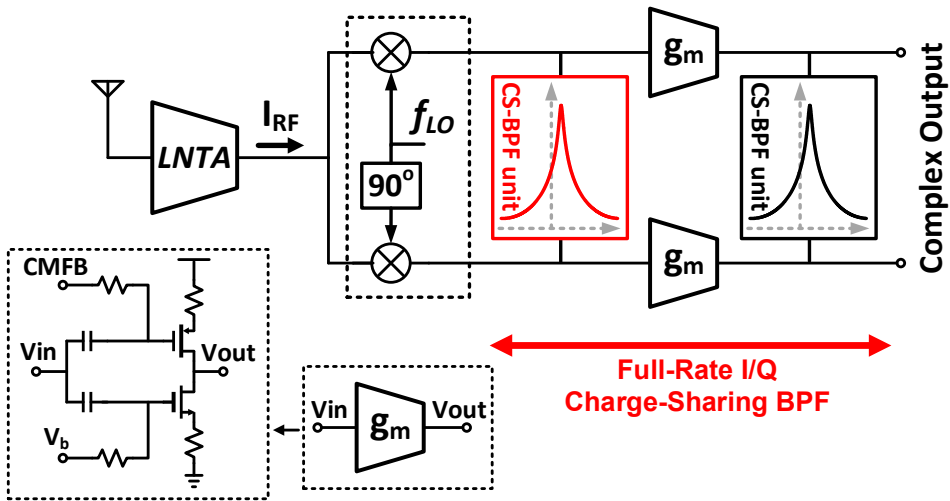 LNTA
I_RF
f_LO
90°
CS-BPF unit
g_m
g_m
CS-BPF unit
Complex Output
Full-Rate I/Q
Charge-Sharing BPF
CMFB
Vin
Vout
V_b
Vin
g_m
Vout